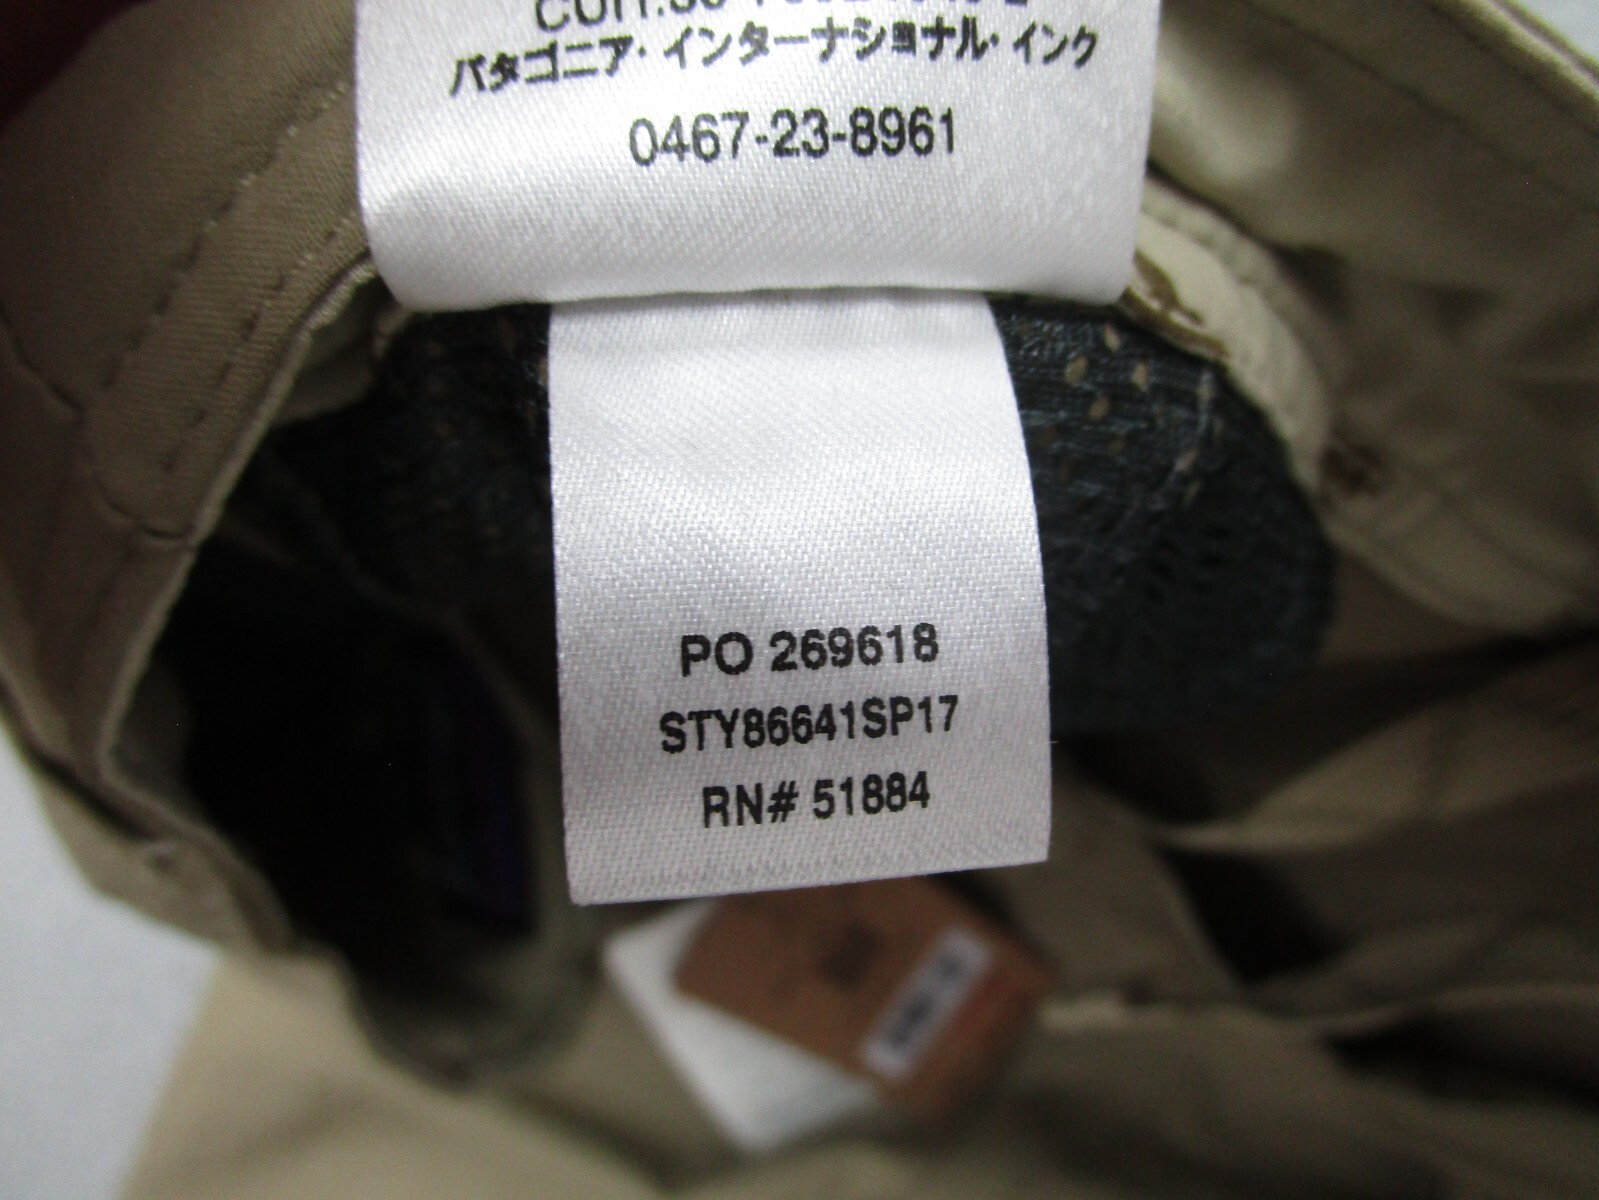 パタゴニア・インターナショナル・インク
0467-23-8961
PO 269618
STY86641SP17
RN# 51884